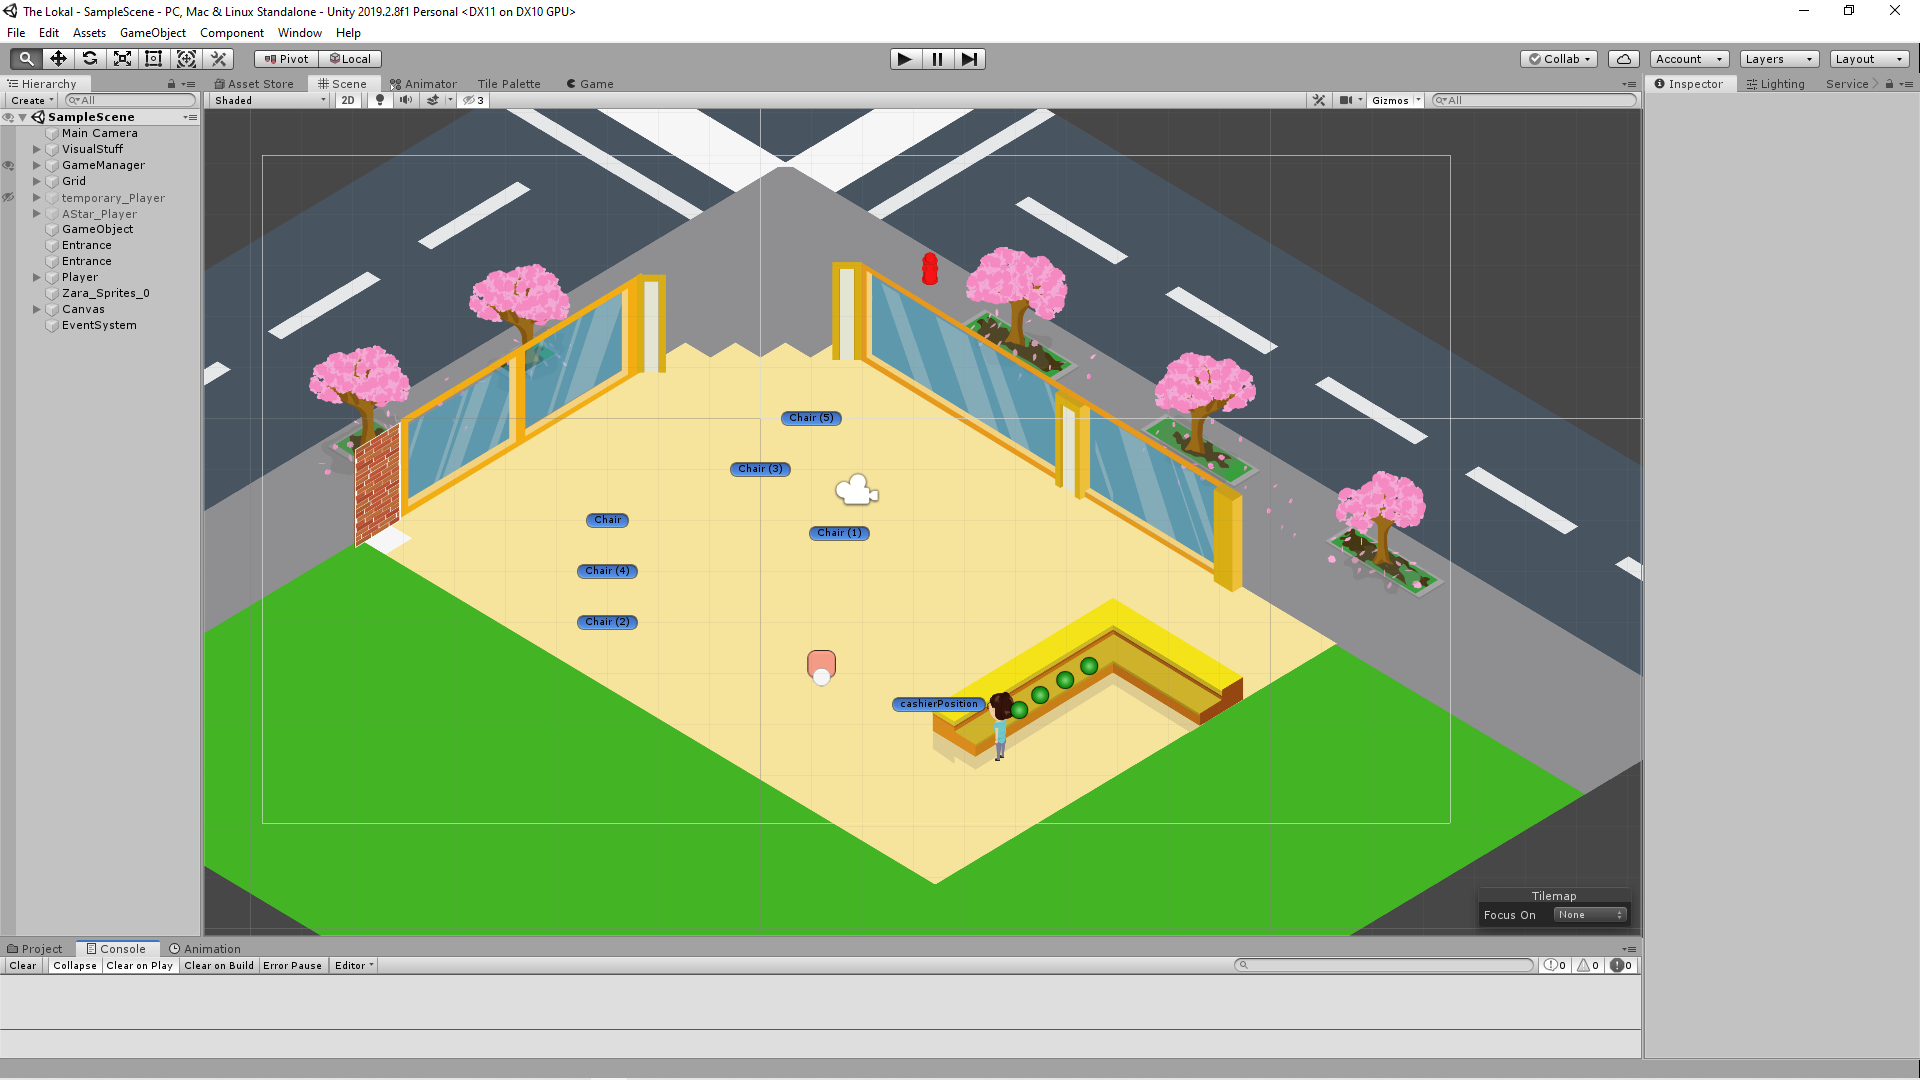 The Lokal - SampleScene - PC, Mac & Linux Standalone - Unity 2019.2.8f1 Personal <DX11 on DX10 GPU>
File Edit Assets GameObject Component Window Help
Pivot Local Collab Account Layers Layout
Hierarchy Asset Store Scene Animator Tile Palette Game Inspector Lighting Service
Create All Shaded 2D 3 Gizmos All
SampleScene
Main Camera
VisualStuff
GameManager
Grid
temporary_Player
AStar_Player
GameObject
Entrance
Entrance
Player
Zara_Sprites_0
Canvas
EventSystem
Chair (5)
Chair (3)
Chair
Chair (1)
Chair (4)
Chair (2)
cashierPosition
Tilemap
Focus On None
Project Console Animation
Clear Collapse Clear on Play Clear on Build Error Pause Editor 0 0 0